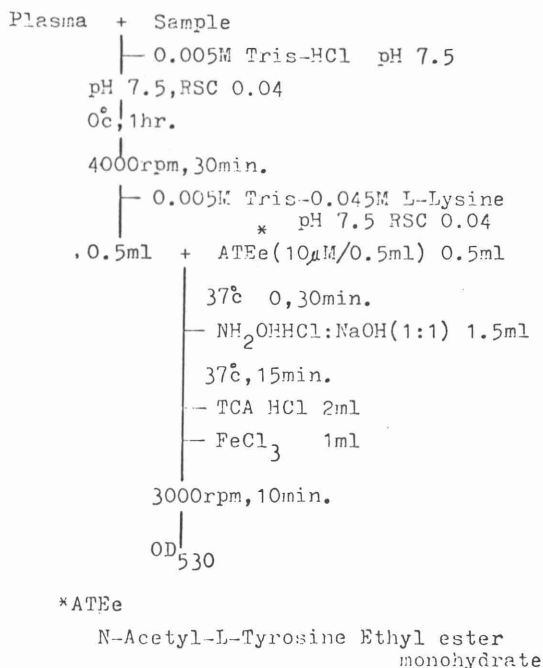 Plasma + Sample
0.005M Tris-HCl pH 7.5
pH 7.5,RSC 0.04
0°c,1hr.
4000rpm,30min.
0.005M Tris-0.045M L-Lysine
pH 7.5 RSC 0.04
*
.0.5ml + ATEe(10µM/0.5ml) 0.5ml
37°c 0,30min.
NH2OHHCl:NaOH(1:1) 1.5ml
37°c,15min.
TCA HCl 2ml
FeCl3 1ml
3000rpm,10min.
OD530
*ATEe
N-Acetyl-L-Tyrosine Ethyl ester
monohydrate